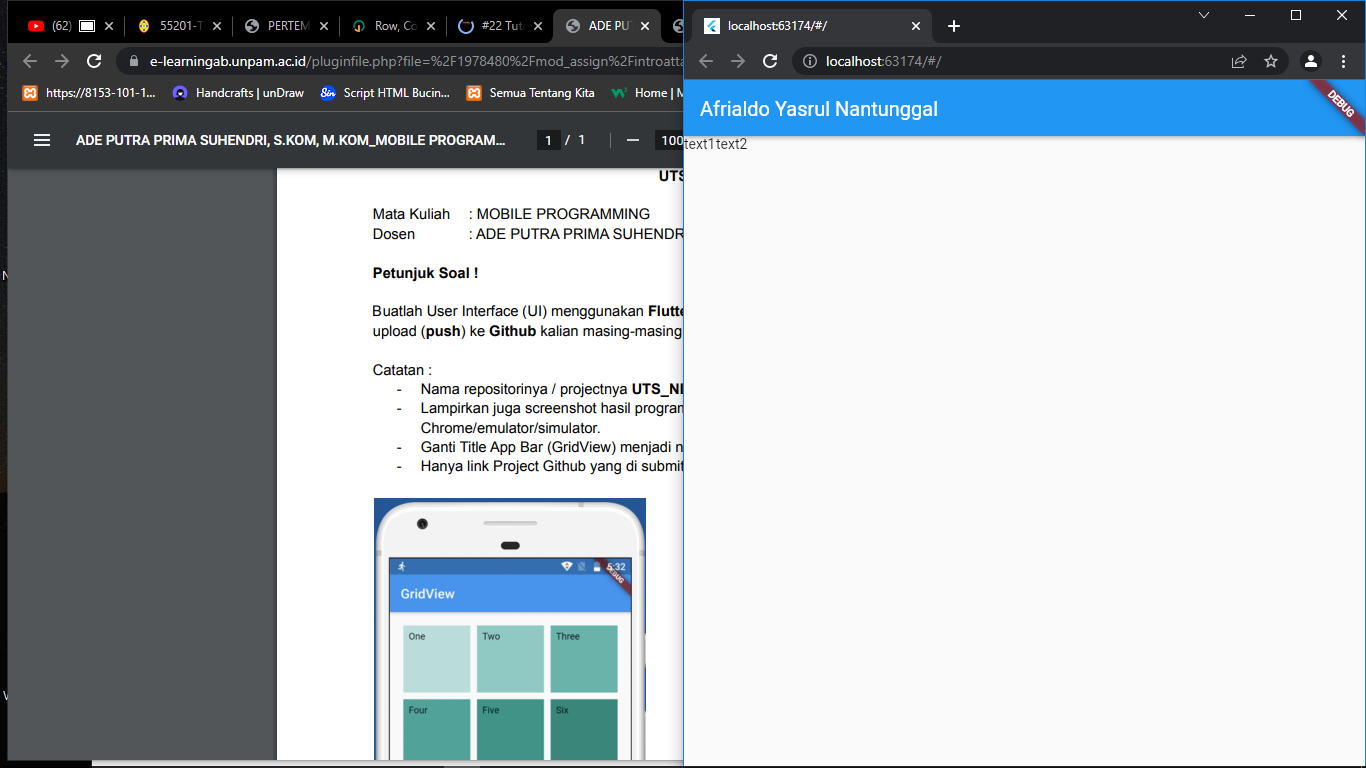 (62)
55201-T
PERTEM
Row, Co
#22 Tut
ADE PUT
localhost:63174/#/
e-learningab.unpam.ac.id/pluginfile.php?file=%2F1978480%2Fmod_assign%2Fintroatta
localhost:63174/#/
https://8153-101-1...
Handcrafts | unDraw
Script HTML Bucin...
Semua Tentang Kita
Home | M
ADE PUTRA PRIMA SUHENDRI, S.KOM, M.KOM_MOBILE PROGRAM...
1 / 1
100
Afrialdo Yasrul Nantunggal
DEBUG
text1text2
UTS
Mata Kuliah : MOBILE PROGRAMMING
Dosen : ADE PUTRA PRIMA SUHENDR
Petunjuk Soal !
Buatlah User Interface (UI) menggunakan Flutte
upload (push) ke Github kalian masing-masing
Catatan :
- Nama repositorinya / projectnya UTS_NI
- Lampirkan juga screenshot hasil program
Chrome/emulator/simulator.
- Ganti Title App Bar (GridView) menjadi n
- Hanya link Project Github yang di submit
5:32
DEBUG
GridView
One
Two
Three
Four
Five
Six